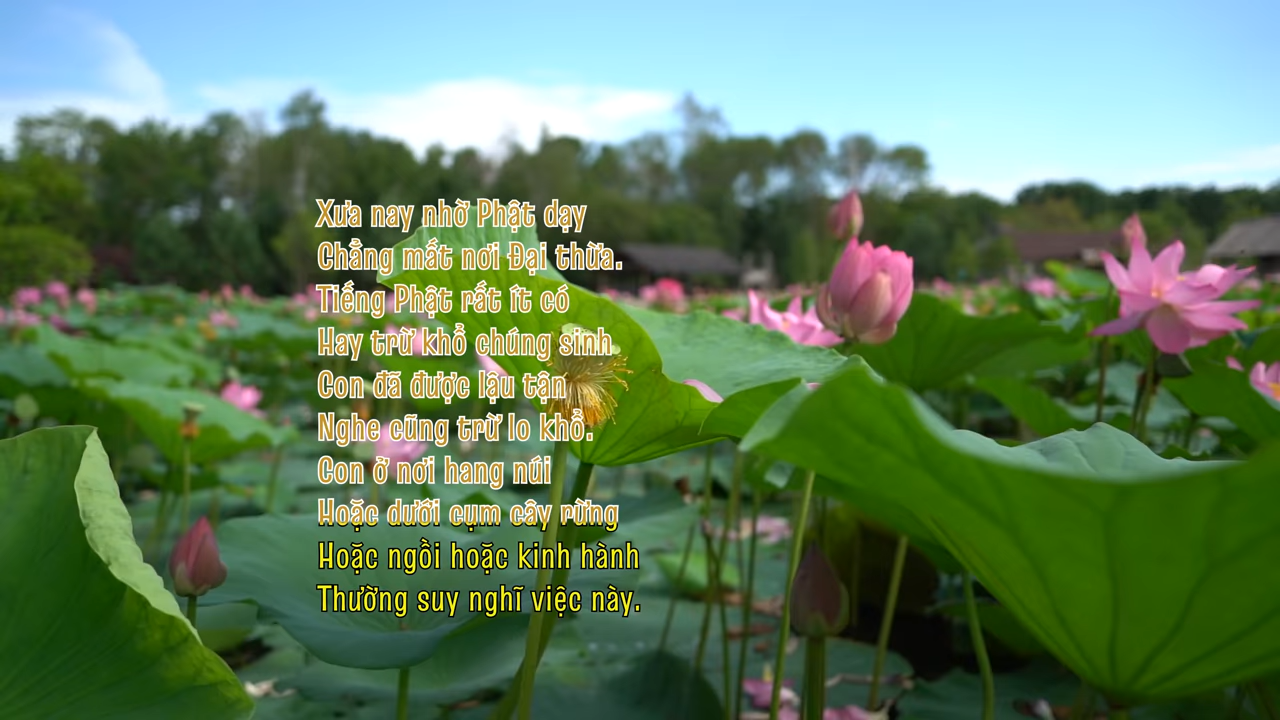 Xưa nay nhờ Phật dạy
Chẳng mất nơi Đại thừa.
Tiếng Phật rất ít có
Hay trừ khổ chúng sinh
Con đã được lậu tận
Nghe cũng trừ lo khổ.
Con ở nơi hang núi
Hoặc dưới cụm cây rừng
Hoặc ngồi hoặc kinh hành
Thường suy nghĩ việc này.